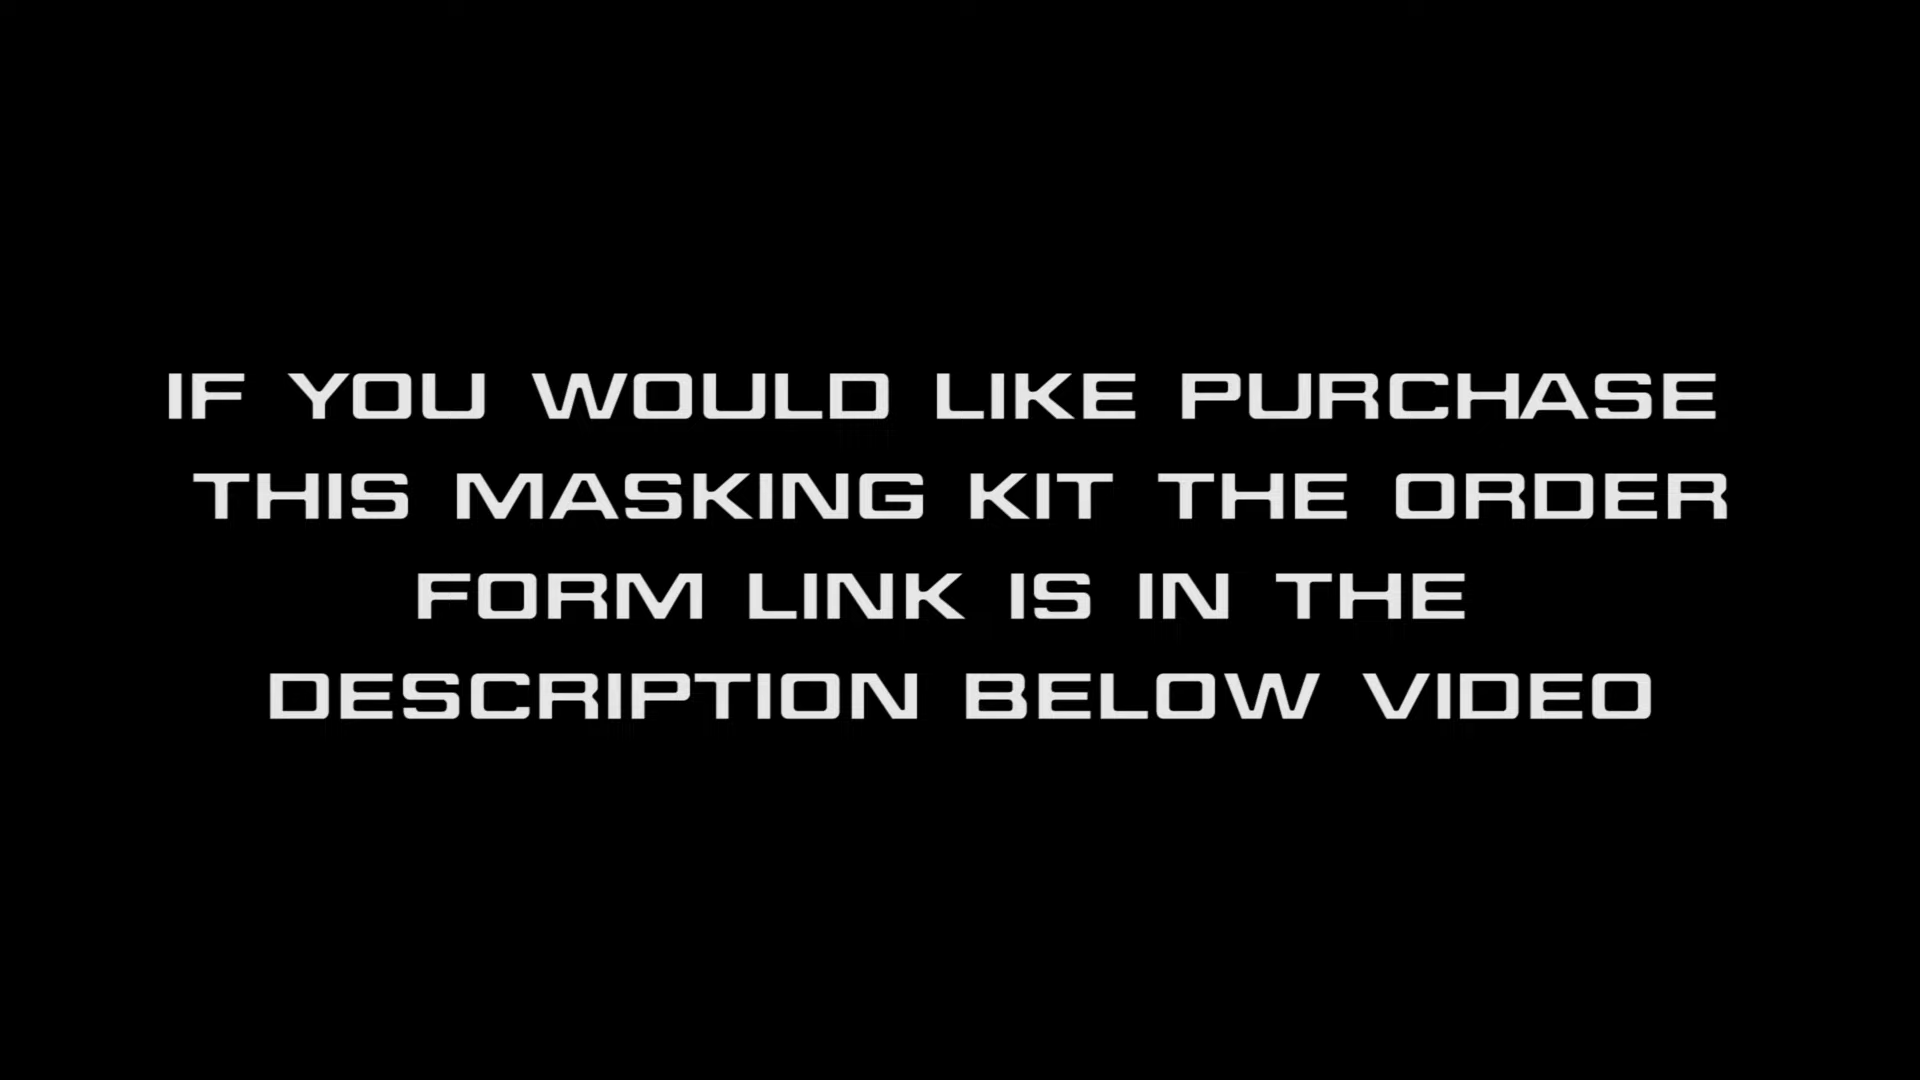 IF YOU WOULD LIKE PURCHASE
THIS MASKING KIT THE ORDER
FORM LINK IS IN THE
DESCRIPTION BELOW VIDEO